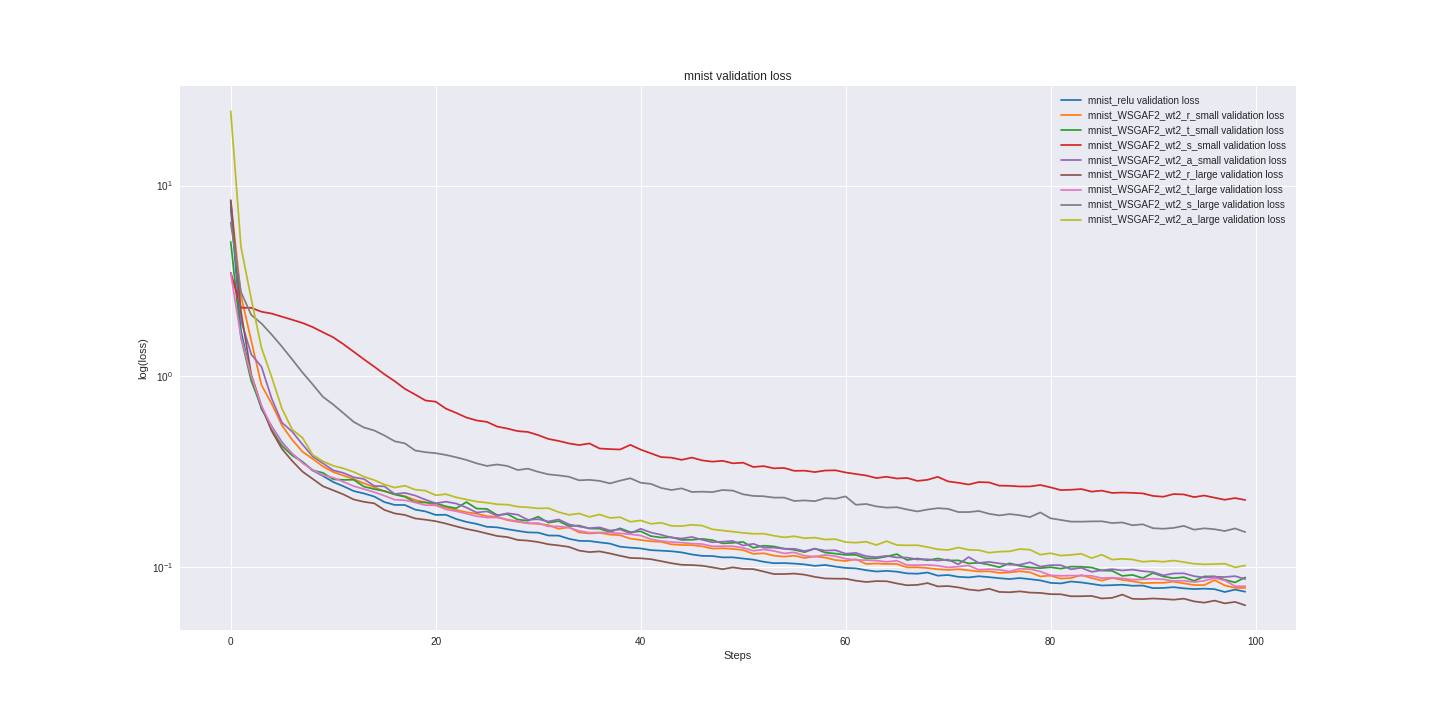 mnist validation loss
mnist_relu validation loss
mnist_WSGAF2_wt2_r_small validation loss
mnist_WSGAF2_wt2_t_small validation loss
mnist_WSGAF2_wt2_s_small validation loss
mnist_WSGAF2_wt2_a_small validation loss
mnist_WSGAF2_wt2_r_large validation loss
mnist_WSGAF2_wt2_t_large validation loss
mnist_WSGAF2_wt2_s_large validation loss
mnist_WSGAF2_wt2_a_large validation loss
10¹
10⁰
10⁻¹
log(loss)
0 20 40 60 80 100
Steps